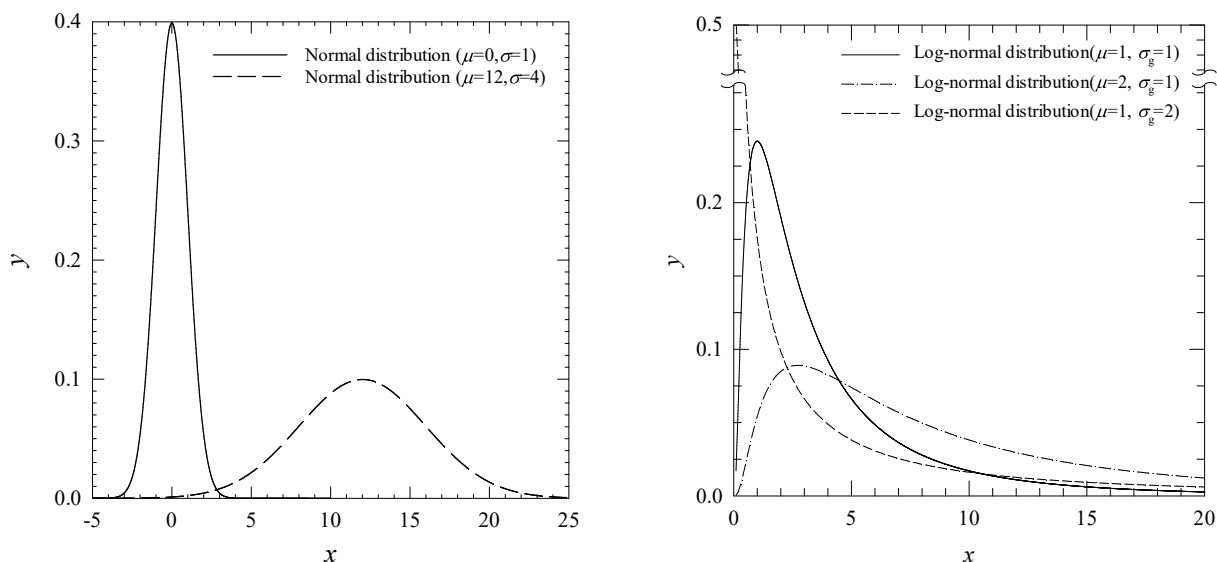 0.4
0.3
0.2
0.1
0.0
-5 0 5 10 15 20 25
y
x
Normal distribution (μ=0,σ=1)
Normal distribution (μ=12,σ=4)
0.5
0.2
0.1
0.0
0 5 10 15 20
y
x
Log-normal distribution(μ=1, σg=1)
Log-normal distribution(μ=2, σg=1)
Log-normal distribution(μ=1, σg=2)